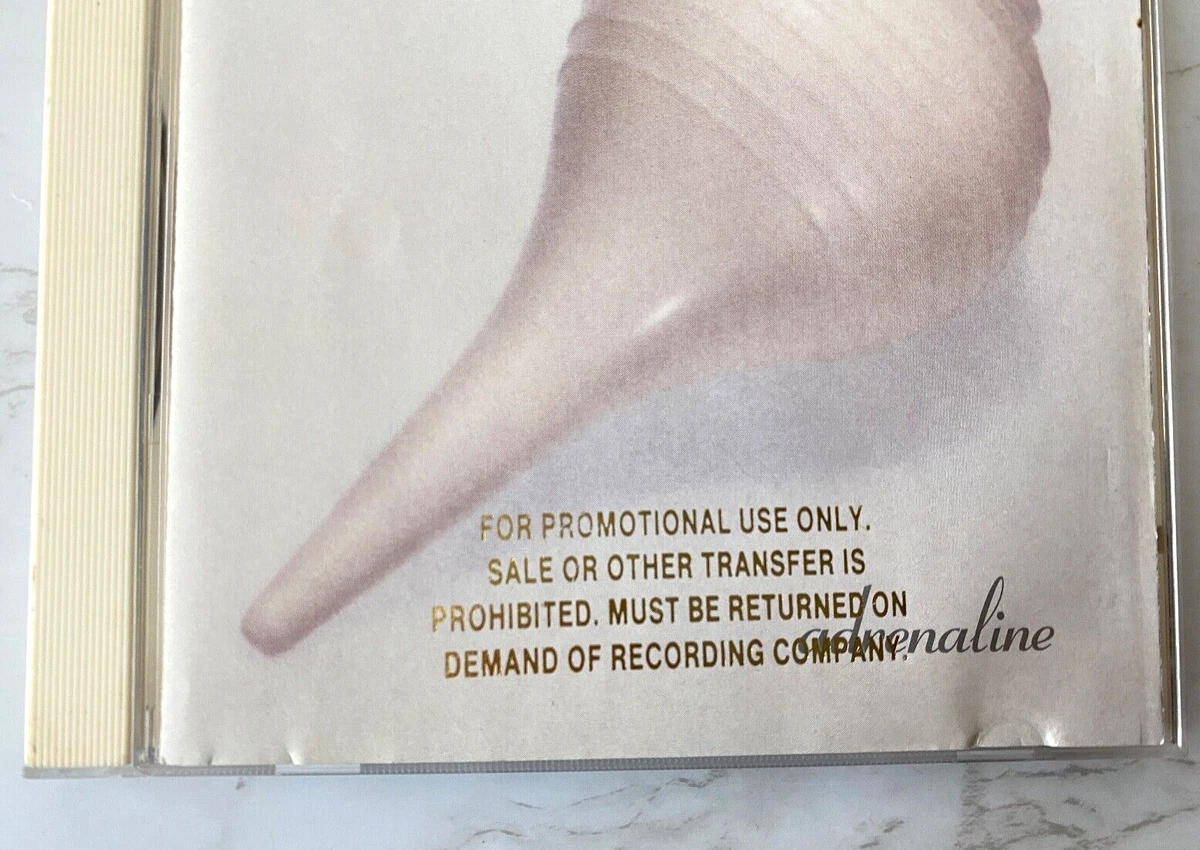 FOR PROMOTIONAL USE ONLY.
SALE OR OTHER TRANSFER IS
PROHIBITED. MUST BE RETURNED ON
DEMAND OF RECORDING COMPANY.
adrenaline